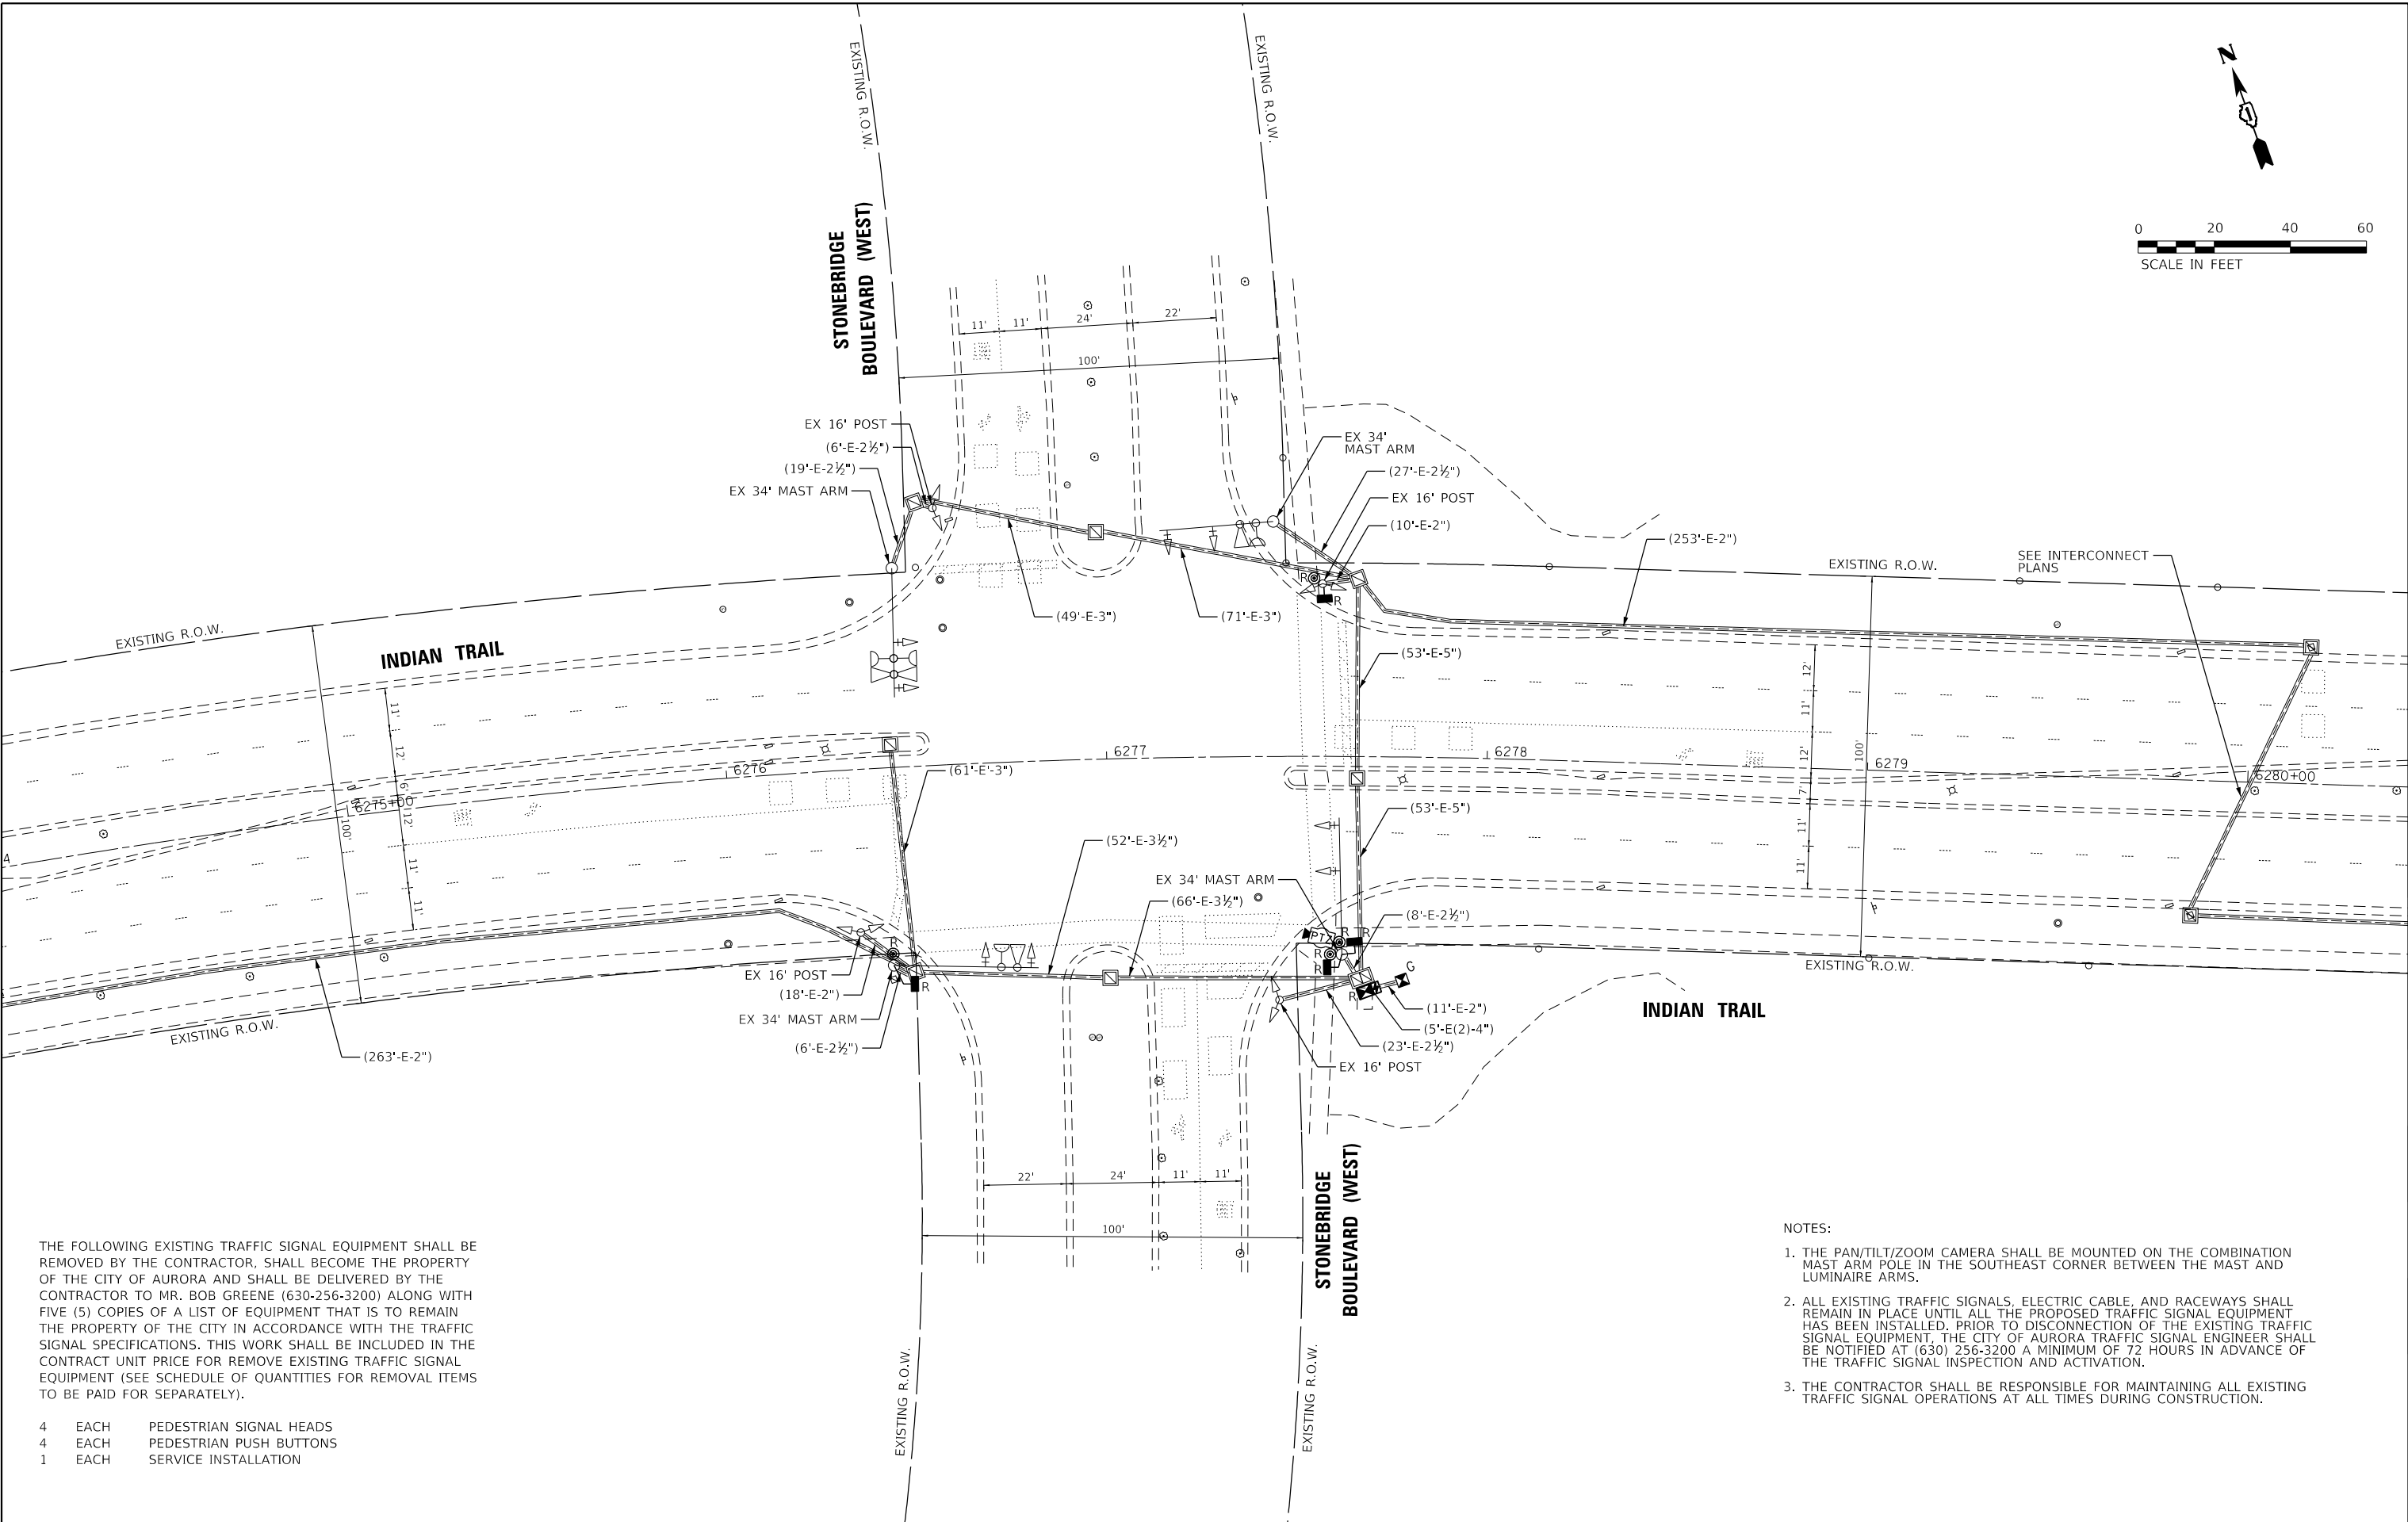 EXISTING R.O.W.
EXISTING R.O.W.
N
0 20 40 60
SCALE IN FEET
STONEBRIDGE
BOULEVARD (WEST)
11' 11' 24' 22'
100'
EX 16' POST
(6'-E-2½")
(19'-E-2½")
EX 34' MAST ARM
EX 34'
MAST ARM
(27'-E-2½")
EX 16' POST
(10'-E-2")
(253'-E-2")
SEE INTERCONNECT
PLANS
EXISTING R.O.W.
R
R
(49'-E-3")
(71'-E-3")
EXISTING R.O.W.
INDIAN TRAIL
(53'-E-5")
11'
12'
6'
12'
11'
11'
100'
12'
11'
12'
7'
11'
11'
100'
4
6275+00
6276
6277
6278
6279
6280+00
(61'-E'-3")
(53'-E-5")
(52'-E-3½")
EX 34' MAST ARM
(66'-E-3½")
(8'-E-2½")
PTZ
R
R
R
R
R
R
G
EX 16' POST
(18'-E-2")
EX 34' MAST ARM
(6'-E-2½")
(11'-E-2")
(5'-E(2)-4")
(23'-E-2½")
EX 16' POST
EXISTING R.O.W.
INDIAN TRAIL
EXISTING R.O.W.
(263'-E-2")
22' 24' 11' 11'
100'
STONEBRIDGE
BOULEVARD (WEST)
EXISTING R.O.W.
EXISTING R.O.W.
THE FOLLOWING EXISTING TRAFFIC SIGNAL EQUIPMENT SHALL BE
REMOVED BY THE CONTRACTOR, SHALL BECOME THE PROPERTY
OF THE CITY OF AURORA AND SHALL BE DELIVERED BY THE
CONTRACTOR TO MR. BOB GREENE (630-256-3200) ALONG WITH
FIVE (5) COPIES OF A LIST OF EQUIPMENT THAT IS TO REMAIN
THE PROPERTY OF THE CITY IN ACCORDANCE WITH THE TRAFFIC
SIGNAL SPECIFICATIONS. THIS WORK SHALL BE INCLUDED IN THE
CONTRACT UNIT PRICE FOR REMOVE EXISTING TRAFFIC SIGNAL
EQUIPMENT (SEE SCHEDULE OF QUANTITIES FOR REMOVAL ITEMS
TO BE PAID FOR SEPARATELY).
4 EACH PEDESTRIAN SIGNAL HEADS
4 EACH PEDESTRIAN PUSH BUTTONS
1 EACH SERVICE INSTALLATION
NOTES:
1. THE PAN/TILT/ZOOM CAMERA SHALL BE MOUNTED ON THE COMBINATION
MAST ARM POLE IN THE SOUTHEAST CORNER BETWEEN THE MAST AND
LUMINAIRE ARMS.
2. ALL EXISTING TRAFFIC SIGNALS, ELECTRIC CABLE, AND RACEWAYS SHALL
REMAIN IN PLACE UNTIL ALL THE PROPOSED TRAFFIC SIGNAL EQUIPMENT
HAS BEEN INSTALLED. PRIOR TO DISCONNECTION OF THE EXISTING TRAFFIC
SIGNAL EQUIPMENT, THE CITY OF AURORA TRAFFIC SIGNAL ENGINEER SHALL
BE NOTIFIED AT (630) 256-3200 A MINIMUM OF 72 HOURS IN ADVANCE OF
THE TRAFFIC SIGNAL INSPECTION AND ACTIVATION.
3. THE CONTRACTOR SHALL BE RESPONSIBLE FOR MAINTAINING ALL EXISTING
TRAFFIC SIGNAL OPERATIONS AT ALL TIMES DURING CONSTRUCTION.